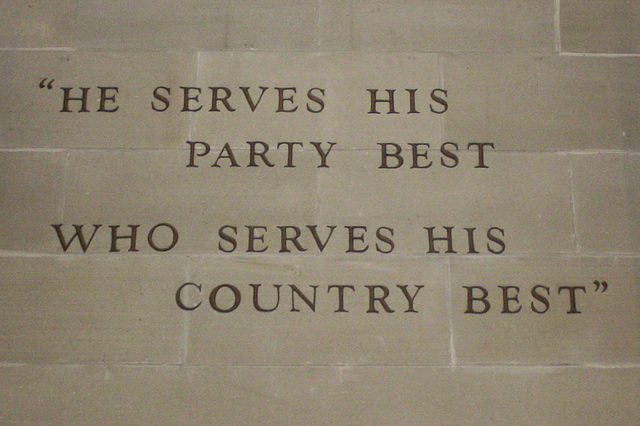 “HE SERVES HIS
PARTY BEST
WHO SERVES HIS
COUNTRY BEST”